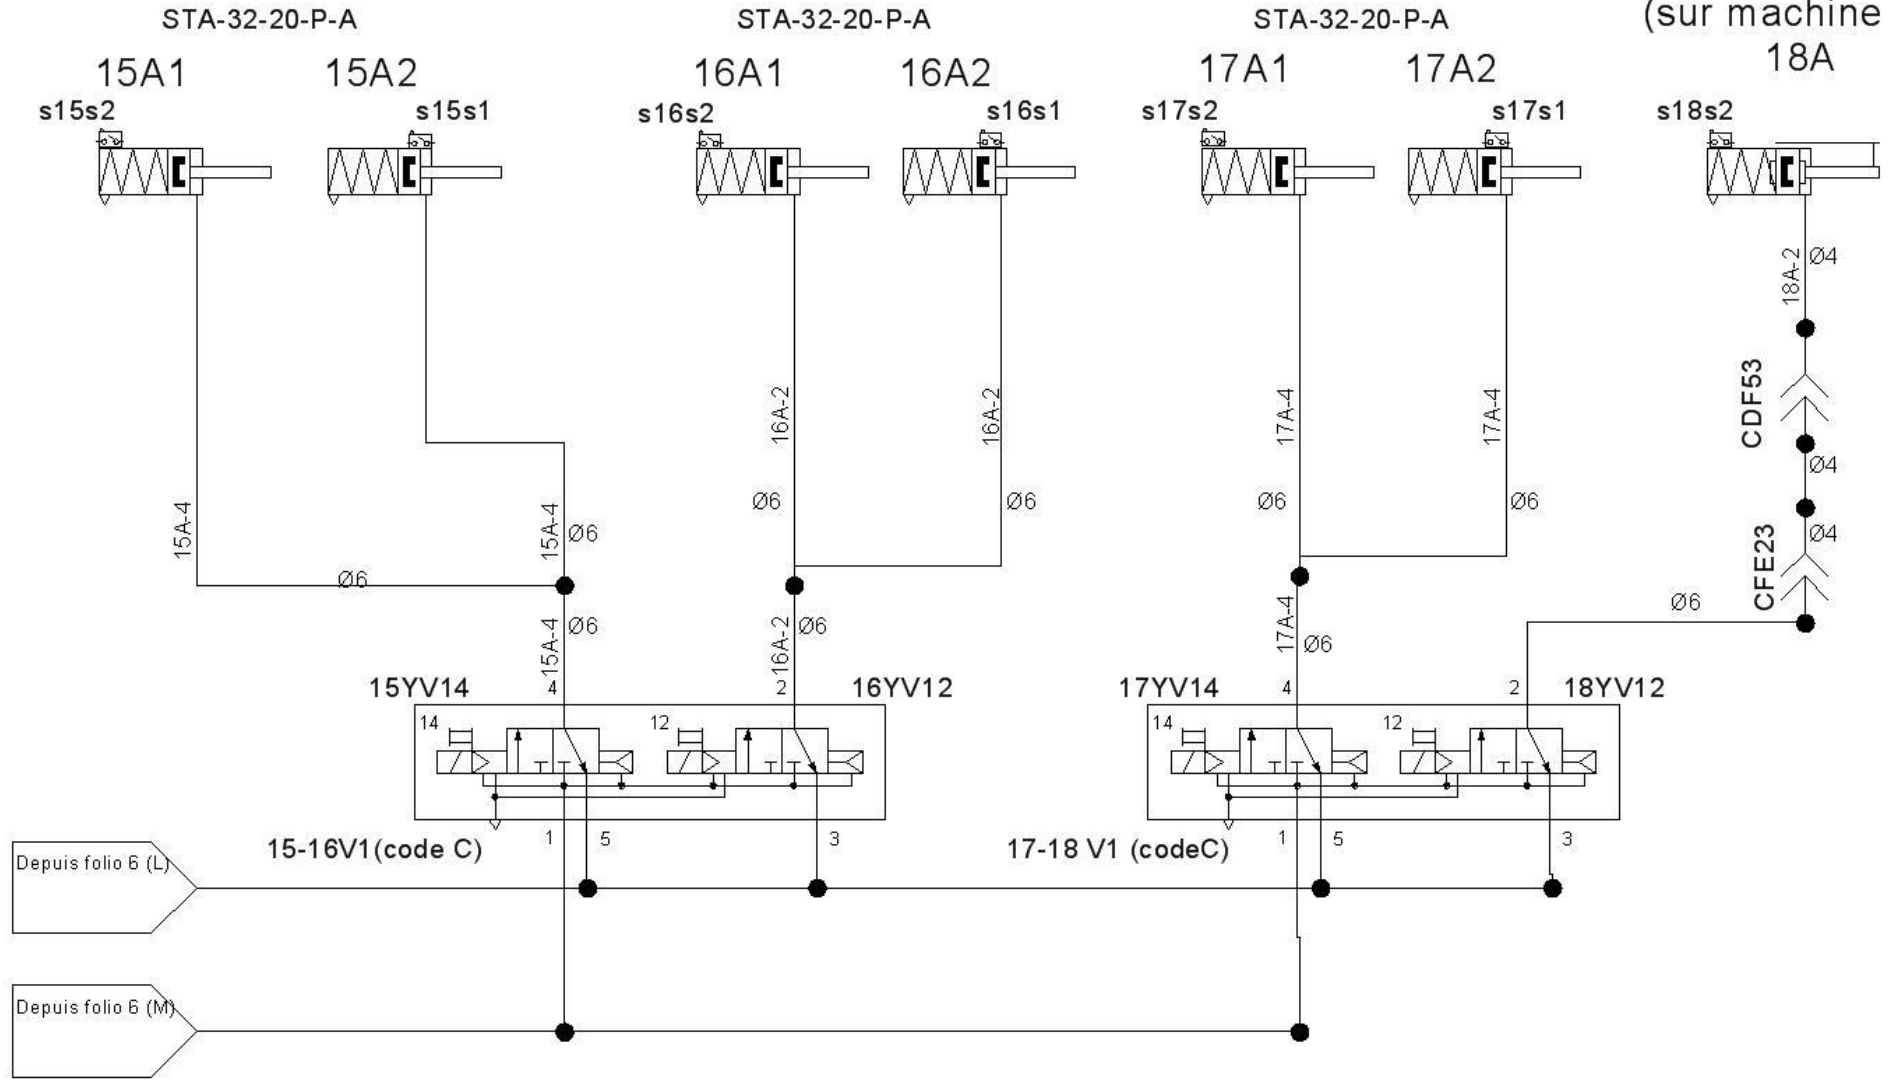 STA-32-20-P-A
STA-32-20-P-A
STA-32-20-P-A
(sur machine
15A1
15A2
16A1
16A2
17A1
17A2
18A
s15s2
s15s1
s16s2
s16s1
s17s2
s17s1
s18s2
18A-2
Ø4
CDF53
Ø4
Ø4
CFE23
Ø6
15A-4
Ø6
15A-4
Ø6
16A-2
Ø6
16A-2
Ø6
17A-4
Ø6
17A-4
Ø6
15A-4
Ø6
16A-2
Ø6
17A-4
Ø6
15YV14
4
2
16YV12
17YV14
4
2
18YV12
14
12
14
12
15-16V1(code C)
1
5
3
17-18 V1 (codeC)
1
5
3
Depuis folio 6 (L)
Depuis folio 6 (M)